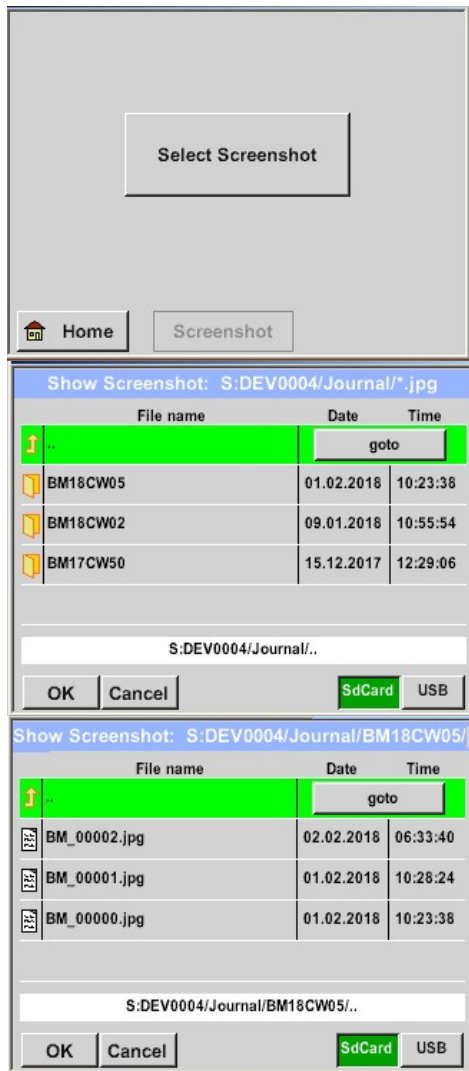 Select Screenshot
Home Screenshot
Show Screenshot: S:DEV0004/Journal/*.jpg
File name Date Time
.. goto
BM18CW05 01.02.2018 10:23:38
BM18CW02 09.01.2018 10:55:54
BM17CW50 15.12.2017 12:29:06
S:DEV0004/Journal/..
OK Cancel SdCard USB
Show Screenshot: S:DEV0004/Journal/BM18CW05/
File name Date Time
.. goto
BM_00002.jpg 02.02.2018 06:33:40
BM_00001.jpg 01.02.2018 10:28:24
BM_00000.jpg 01.02.2018 10:23:38
S:DEV0004/Journal/BM18CW05/..
OK Cancel SdCard USB